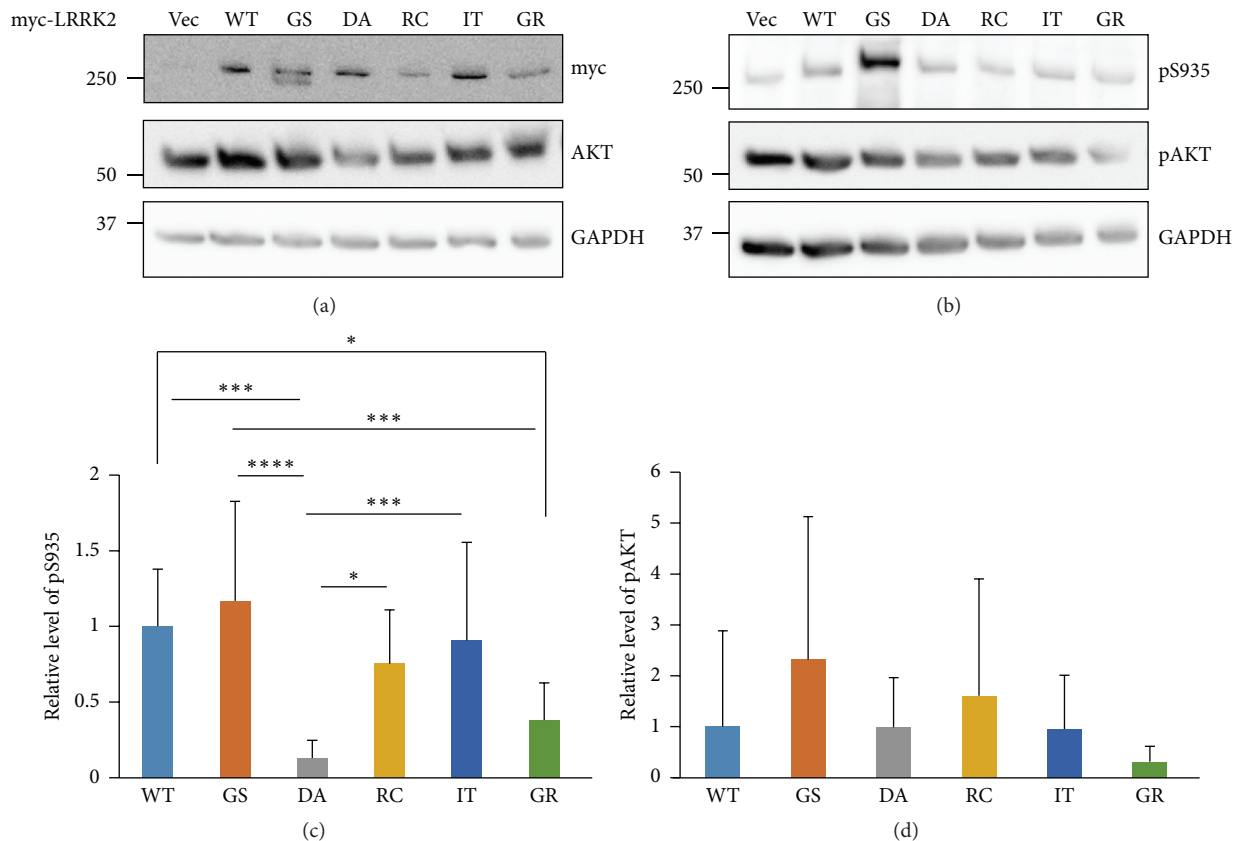 myc-LRRK2 Vec WT GS DA RC IT GR
250 myc
AKT
50
37
GAPDH
(a)
Vec WT GS DA RC IT GR
pS935
250
pAKT
50
37
GAPDH
(b)
*
***
***
****
***
*
2
1.5
1
0.5
0
Relative level of pS935
WT GS DA RC IT GR
(c)
6
5
4
3
2
1
0
Relative level of pAKT
WT GS DA RC IT GR
(d)